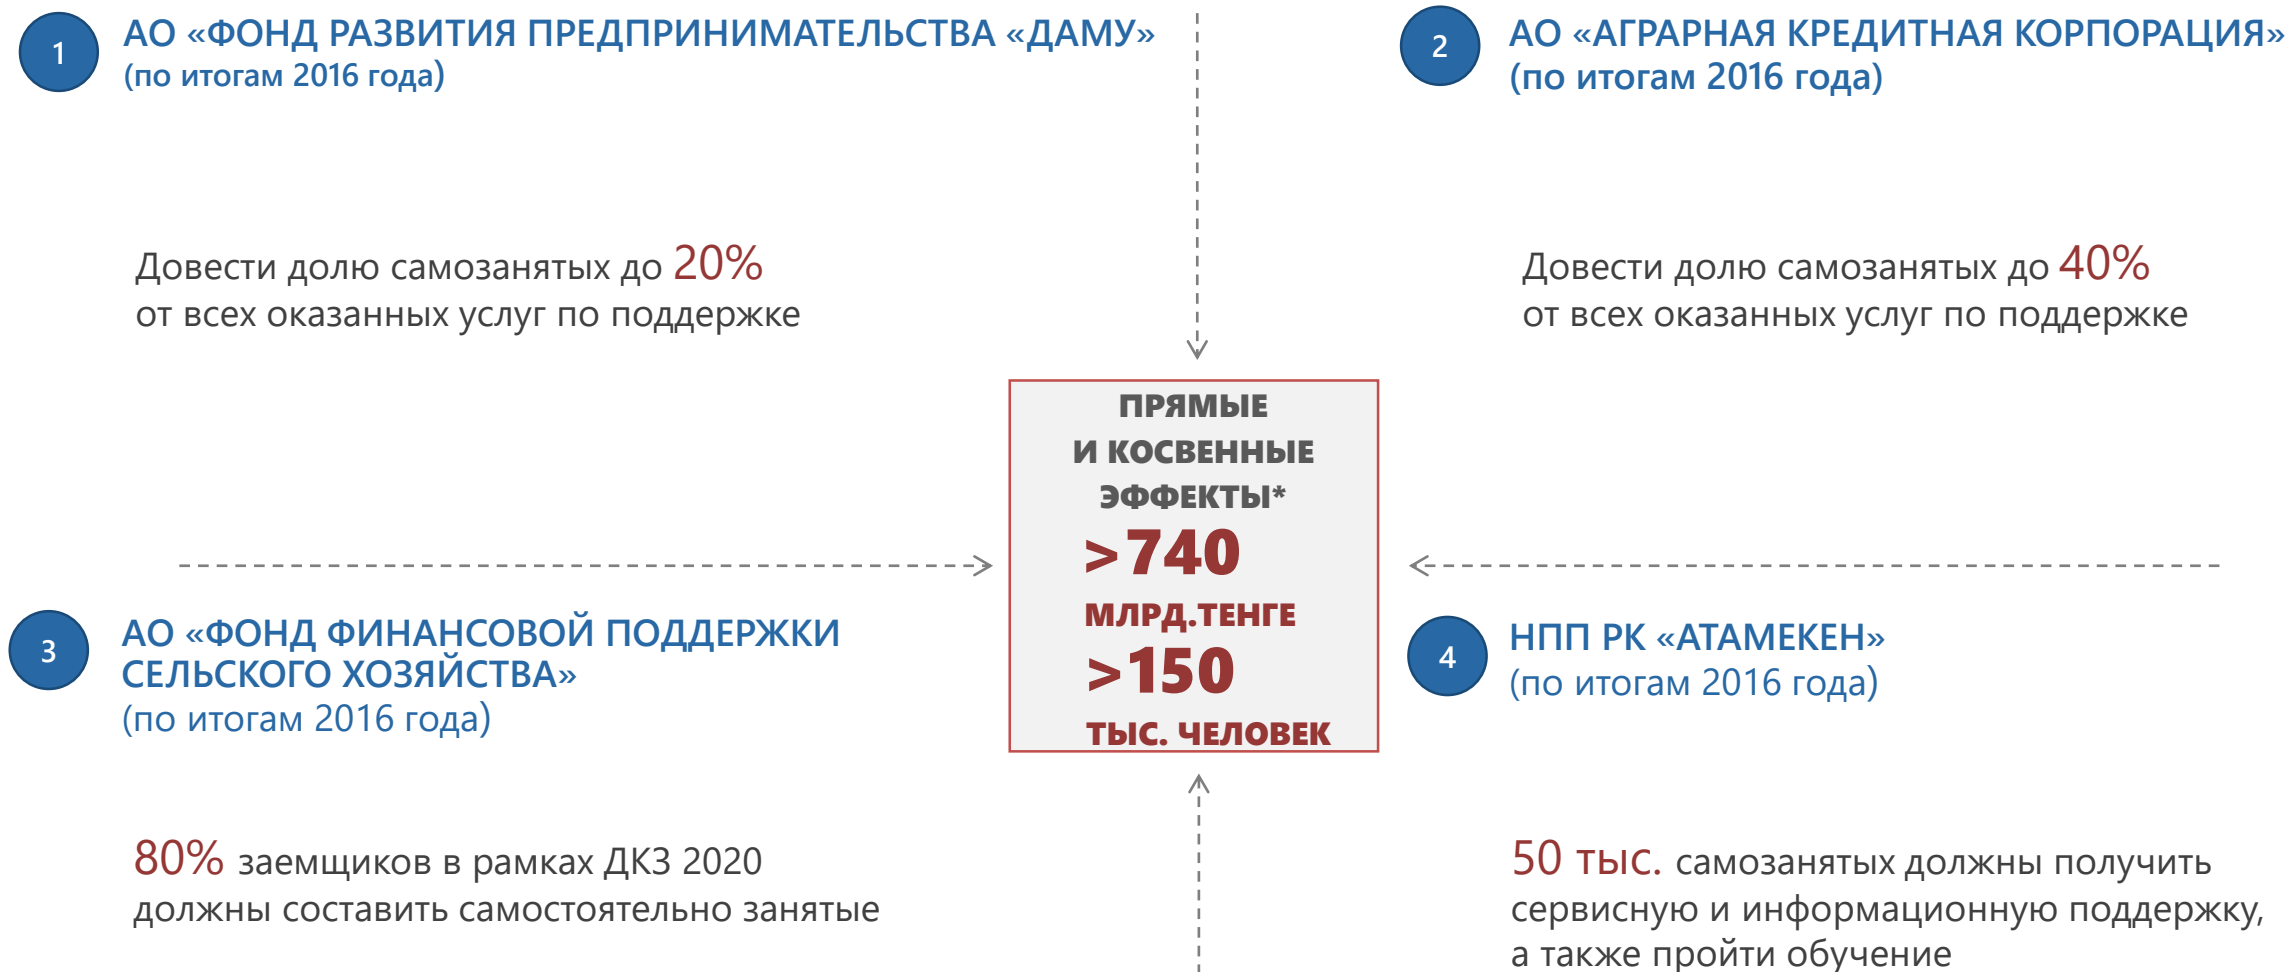 1
АО «ФОНД РАЗВИТИЯ ПРЕДПРИНИМАТЕЛЬСТВА «ДАМУ»
(по итогам 2016 года)
Довести долю самозанятых до 20%
от всех оказанных услуг по поддержке
2
АО «АГРАРНАЯ КРЕДИТНАЯ КОРПОРАЦИЯ»
(по итогам 2016 года)
Довести долю самозанятых до 40%
от всех оказанных услуг по поддержке
ПРЯМЫЕ
И КОСВЕННЫЕ
ЭФФЕКТЫ*
>740
МЛРД.ТЕНГЕ
>150
ТЫС. ЧЕЛОВЕК
3
АО «ФОНД ФИНАНСОВОЙ ПОДДЕРЖКИ
СЕЛЬСКОГО ХОЗЯЙСТВА»
(по итогам 2016 года)
80% заемщиков в рамках ДКЗ 2020
должны составить самостоятельно занятые
4
НПП РК «АТАМЕКЕН»
(по итогам 2016 года)
50 тыс. самозанятых должны получить
сервисную и информационную поддержку,
а также пройти обучение